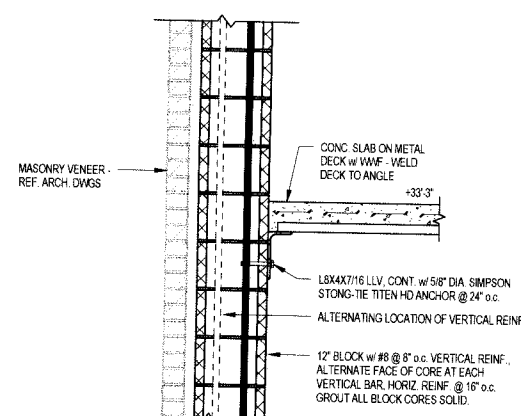 CONC. SLAB ON METAL
DECK w/ WWF - WELD
DECK TO ANGLE
MASONRY VENEER -
REF. ARCH. DWGS
+33'-3"
L8X4X7/16 LLV, CONT. w/ 5/8" DIA. SIMPSON
STONG-TIE TITEN HD ANCHOR @ 24" o.c.
ALTERNATING LOCATION OF VERTICAL REINF
12" BLOCK w/ #8 @ 8" o.c. VERTICAL REINF.,
ALTERNATE FACE OF CORE AT EACH
VERTICAL BAR, HORIZ. REINF. @ 16" o.c.
GROUT ALL BLOCK CORES SOLID.